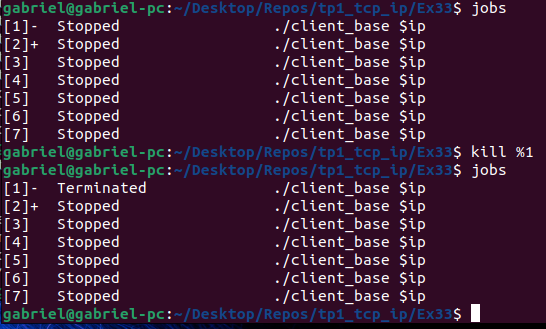 gabriel@gabriel-pc:~/Desktop/Repos/tp1_tcp_ip/Ex33$ jobs
[1]-  Stopped                 ./client_base $ip
[2]+  Stopped                 ./client_base $ip
[3]   Stopped                 ./client_base $ip
[4]   Stopped                 ./client_base $ip
[5]   Stopped                 ./client_base $ip
[6]   Stopped                 ./client_base $ip
[7]   Stopped                 ./client_base $ip
gabriel@gabriel-pc:~/Desktop/Repos/tp1_tcp_ip/Ex33$ kill %1
gabriel@gabriel-pc:~/Desktop/Repos/tp1_tcp_ip/Ex33$ jobs
[1]-  Terminated              ./client_base $ip
[2]+  Stopped                 ./client_base $ip
[3]   Stopped                 ./client_base $ip
[4]   Stopped                 ./client_base $ip
[5]   Stopped                 ./client_base $ip
[6]   Stopped                 ./client_base $ip
[7]   Stopped                 ./client_base $ip
gabriel@gabriel-pc:~/Desktop/Repos/tp1_tcp_ip/Ex33$